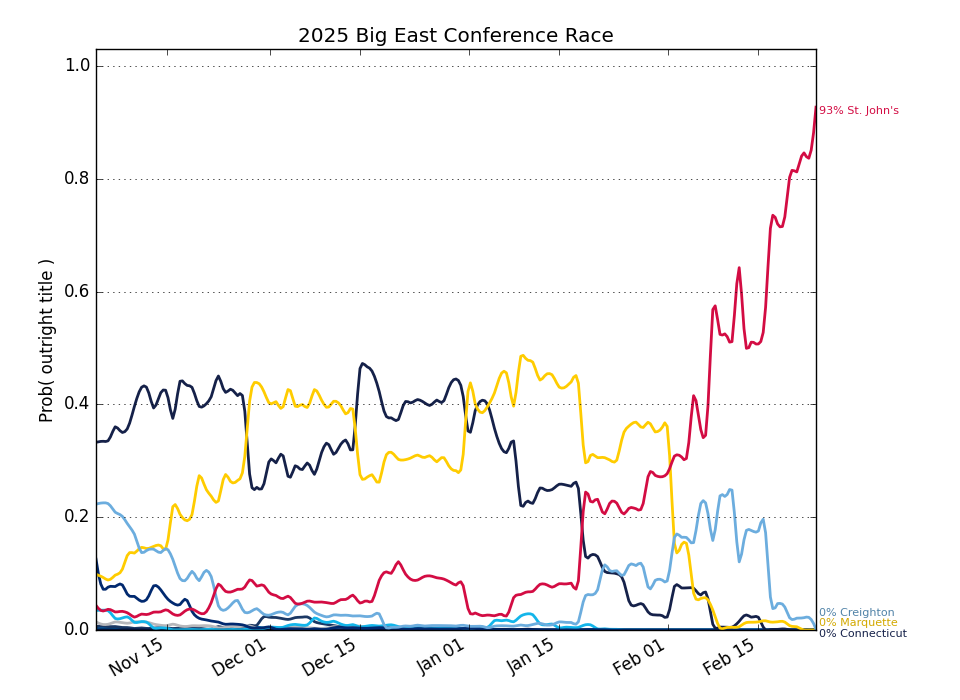 2025 Big East Conference Race
1.0
0.8
0.6
0.4
0.2
0.0
Prob( outright title )
93% St. John's
0% Creighton
0% Marquette
0% Connecticut
Nov 15
Dec 01
Dec 15
Jan 01
Jan 15
Feb 01
Feb 15